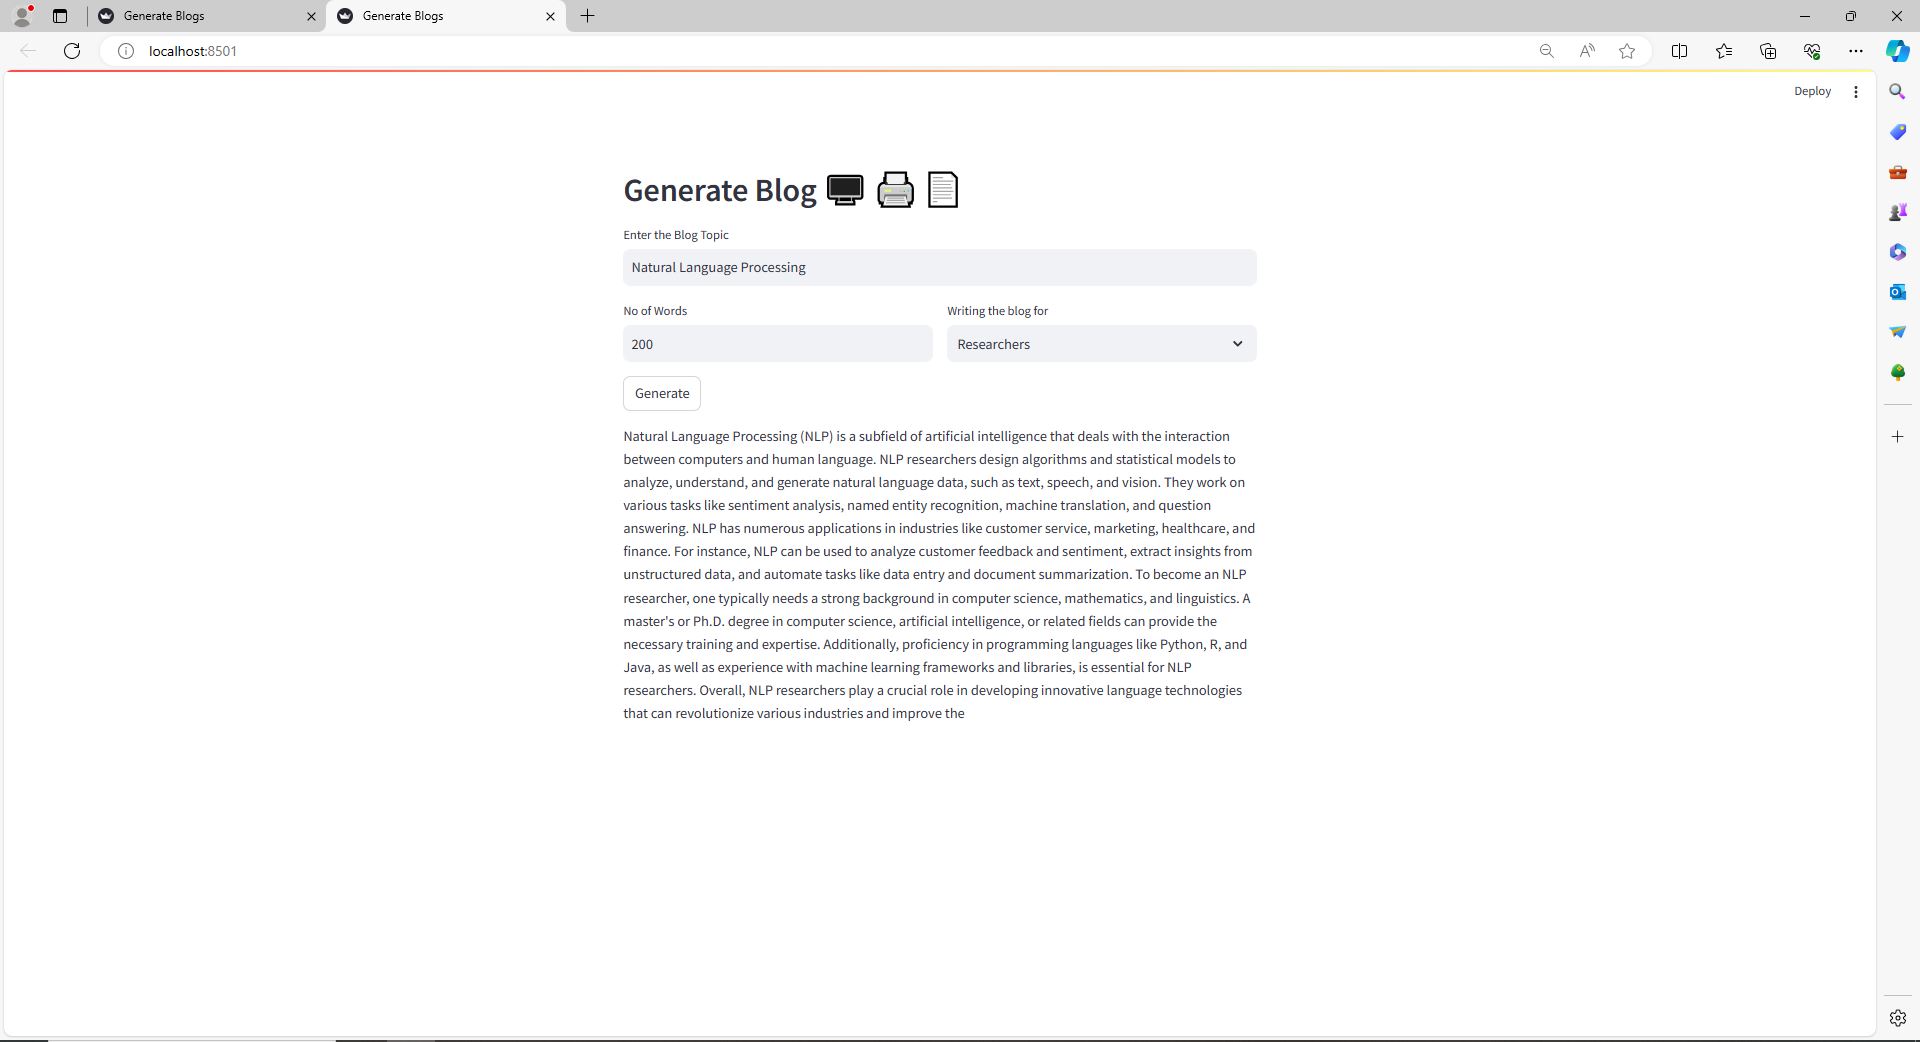 Generate Blogs
Generate Blogs
localhost:8501
Deploy
Generate Blog
Enter the Blog Topic
Natural Language Processing
No of Words
Writing the blog for
200
Researchers
Generate
Natural Language Processing (NLP) is a subfield of artificial intelligence that deals with the interaction
between computers and human language. NLP researchers design algorithms and statistical models to
analyze, understand, and generate natural language data, such as text, speech, and vision. They work on
various tasks like sentiment analysis, named entity recognition, machine translation, and question
answering. NLP has numerous applications in industries like customer service, marketing, healthcare, and
finance. For instance, NLP can be used to analyze customer feedback and sentiment, extract insights from
unstructured data, and automate tasks like data entry and document summarization. To become an NLP
researcher, one typically needs a strong background in computer science, mathematics, and linguistics. A
master's or Ph.D. degree in computer science, artificial intelligence, or related fields can provide the
necessary training and expertise. Additionally, proficiency in programming languages like Python, R, and
Java, as well as experience with machine learning frameworks and libraries, is essential for NLP
researchers. Overall, NLP researchers play a crucial role in developing innovative language technologies
that can revolutionize various industries and improve the